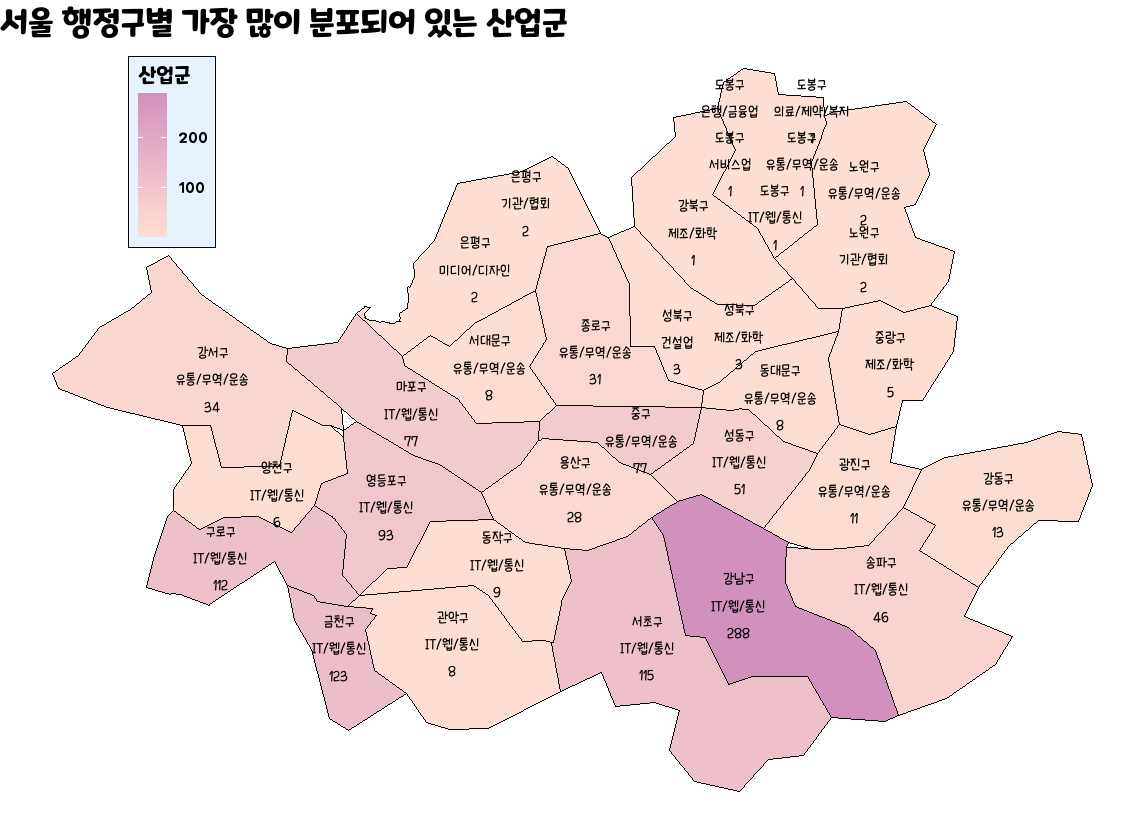 서울 행정구별 가장 많이 분포되어 있는 산업군
산업군
200
100
도봉구
은행/금융업
도봉구
의료/제약/복지
도봉구
서비스업
1
도봉구
유통/무역/운송
1
도봉구
IT/웹/통신
1
노원구
유통/무역/운송
2
노원구
기관/협회
2
은평구
기관/협회
2
은평구
미디어/디자인
2
강북구
제조/화학
1
성북구
건설업
3
성북구
제조/화학
3
종로구
유통/무역/운송
31
서대문구
유통/무역/운송
8
중랑구
제조/화학
5
동대문구
유통/무역/운송
8
강서구
유통/무역/운송
34
마포구
IT/웹/통신
77
중구
유통/무역/운송
77
성동구
IT/웹/통신
51
용산구
유통/무역/운송
28
광진구
유통/무역/운송
11
강동구
유통/무역/운송
13
양천구
IT/웹/통신
6
영등포구
IT/웹/통신
93
구로구
IT/웹/통신
112
동작구
IT/웹/통신
9
송파구
IT/웹/통신
46
강남구
IT/웹/통신
288
금천구
IT/웹/통신
123
관악구
IT/웹/통신
8
서초구
IT/웹/통신
115